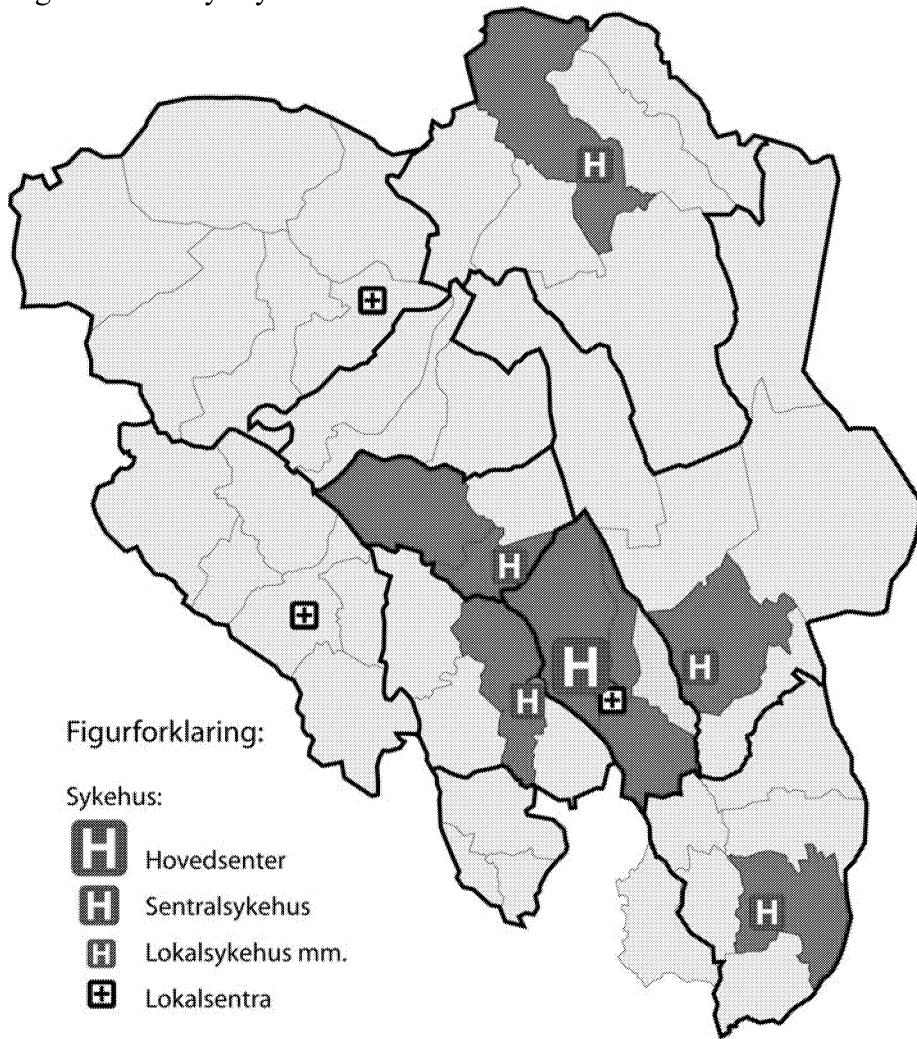 H
H
H
H
H
H
Figurforklaring:
Sykehus:
H Hovedsenter
H Sentralsykehus
H Lokalsykehus mm.
Lokalsentra